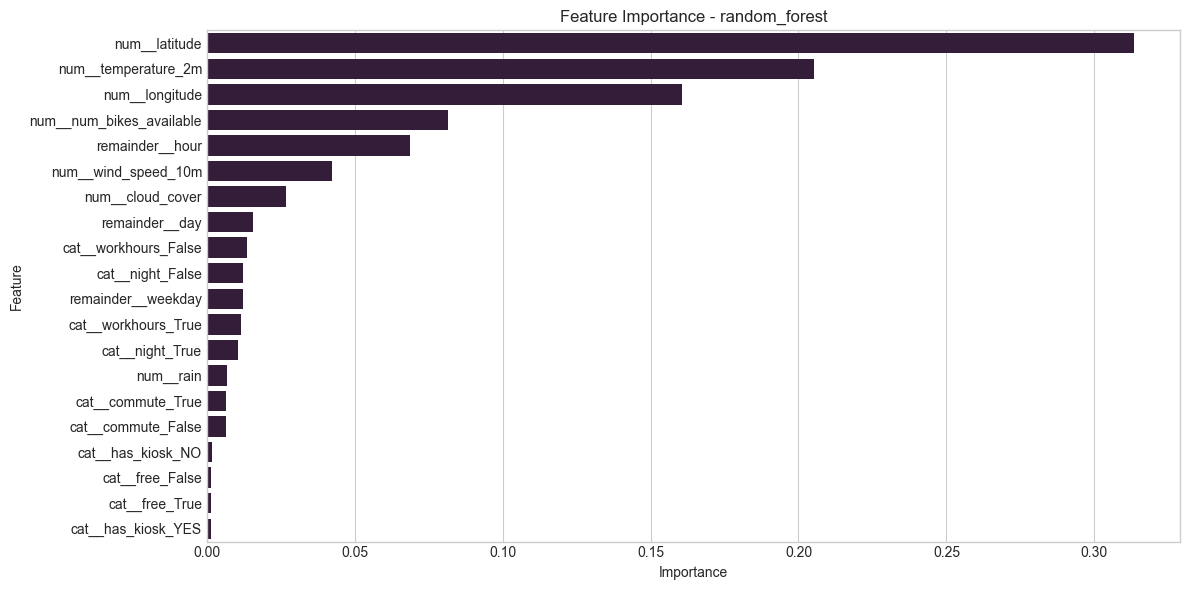 Feature Importance - random_forest
Feature
num__latitude
num__temperature_2m
num__longitude
num__num_bikes_available
remainder__hour
num__wind_speed_10m
num__cloud_cover
remainder__day
cat__workhours_False
cat__night_False
remainder__weekday
cat__workhours_True
cat__night_True
num__rain
cat__commute_True
cat__commute_False
cat__has_kiosk_NO
cat__free_False
cat__free_True
cat__has_kiosk_YES
0.00 0.05 0.10 0.15 0.20 0.25 0.30
Importance